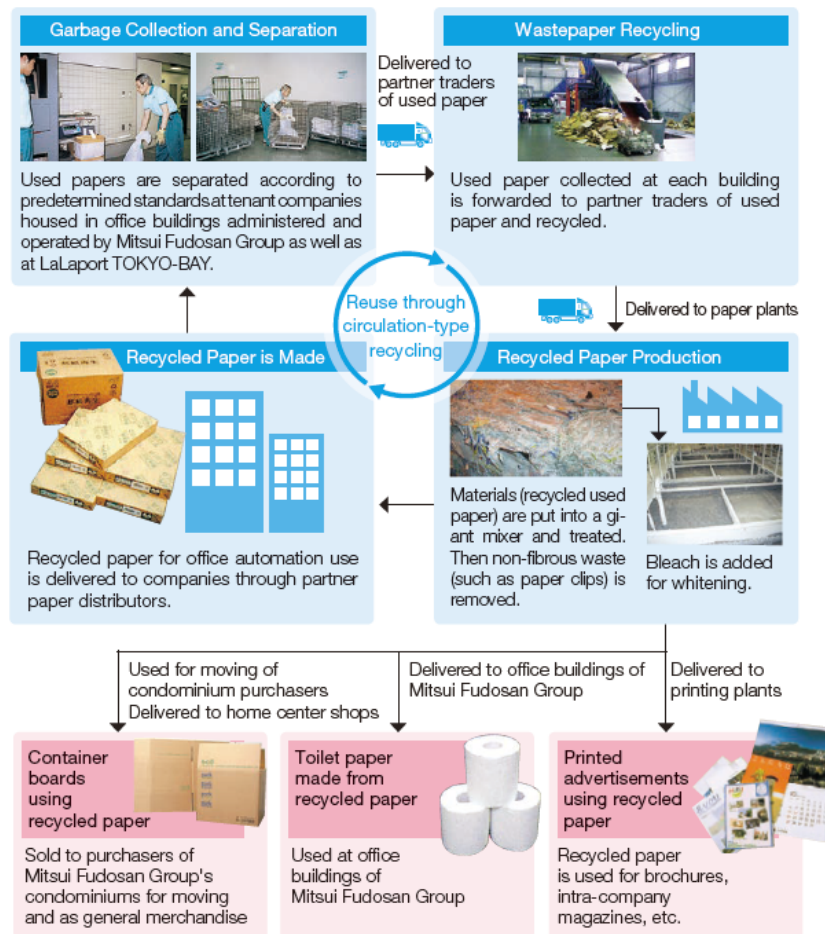 Garbage Collection and Separation
Used papers are separated according to
predetermined standards at tenant companies
housed in office buildings administered and
operated by Mitsui Fudosan Group as well as
at LaLaport TOKYO-BAY.
Delivered to
partner traders
of used paper
Wastepaper Recycling
Used paper collected at each building
is forwarded to partner traders of used
paper and recycled.
Delivered to paper plants
Reuse through
circulation-type
recycling
Recycled Paper Production
Materials (recycled used
paper) are put into a gi-
ant mixer and treated.
Then non-fibrous waste
(such as paper clips) is
removed.
Bleach is added
for whitening.
Recycled Paper is Made
Recycled paper for office automation use
is delivered to companies through partner
paper distributors.
Used for moving of
condominium purchasers
Delivered to home center shops
Delivered to office buildings of
Mitsui Fudosan Group
Delivered to
printing plants
Container
boards
using
recycled paper
Sold to purchasers of
Mitsui Fudosan Group's
condominiums for moving
and as general merchandise
Toilet paper
made from
recycled paper
Used at office
buildings of
Mitsui Fudosan Group
Printed
advertisements
using recycled
paper
Recycled paper
is used for brochures,
intra-company
magazines, etc.